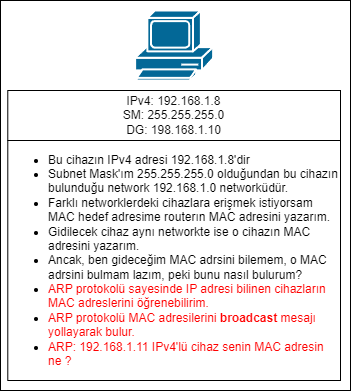 IPv4: 192.168.1.8
SM: 255.255.255.0
DG: 198.168.1.10
• Bu cihazın IPv4 adresi 192.168.1.8'dir
• Subnet Mask'ım 255.255.255.0 olduğundan bu cihazın
bulunduğu network 192.168.1.0 networküdür.
• Farklı networklerdeki cihazlara erişmek istiyorsam
MAC hedef adresime routerın MAC adresini yazarım.
• Gidilecek cihaz aynı networkte ise o cihazın MAC
adresini yazarım.
• Ancak, ben gideceğim MAC adrsini bilemem, o MAC
adrsini bulmam lazım, peki bunu nasıl bulurum?
• ARP protokolü sayesinde IP adresi bilinen cihazların
MAC adreslerini öğrenebilirim.
• ARP protokolü MAC adresilerini broadcast mesajı
yollayarak bulur.
• ARP: 192.168.1.11 IPv4'lü cihaz senin MAC adresin
ne ?